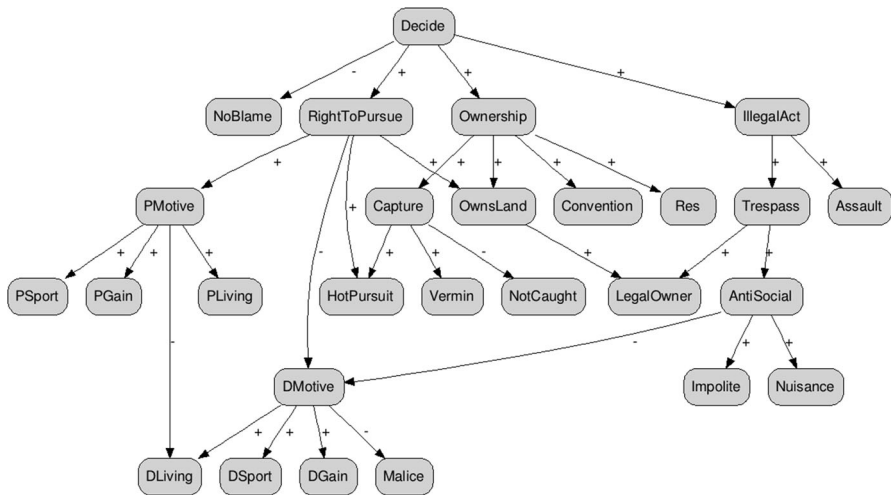 Decide
- + + +
NoBlame RightToPursue Ownership IllegalAct
+ + + + + + +
PMotive + Capture OwnsLand Convention Res Trespass Assault
+ + + - + - + + +
PSport PGain PLiving HotPursuit Vermin NotCaught LegalOwner AntiSocial
- - + +
DMotive Impolite Nuisance
+ + + -
DLiving DSport DGain Malice